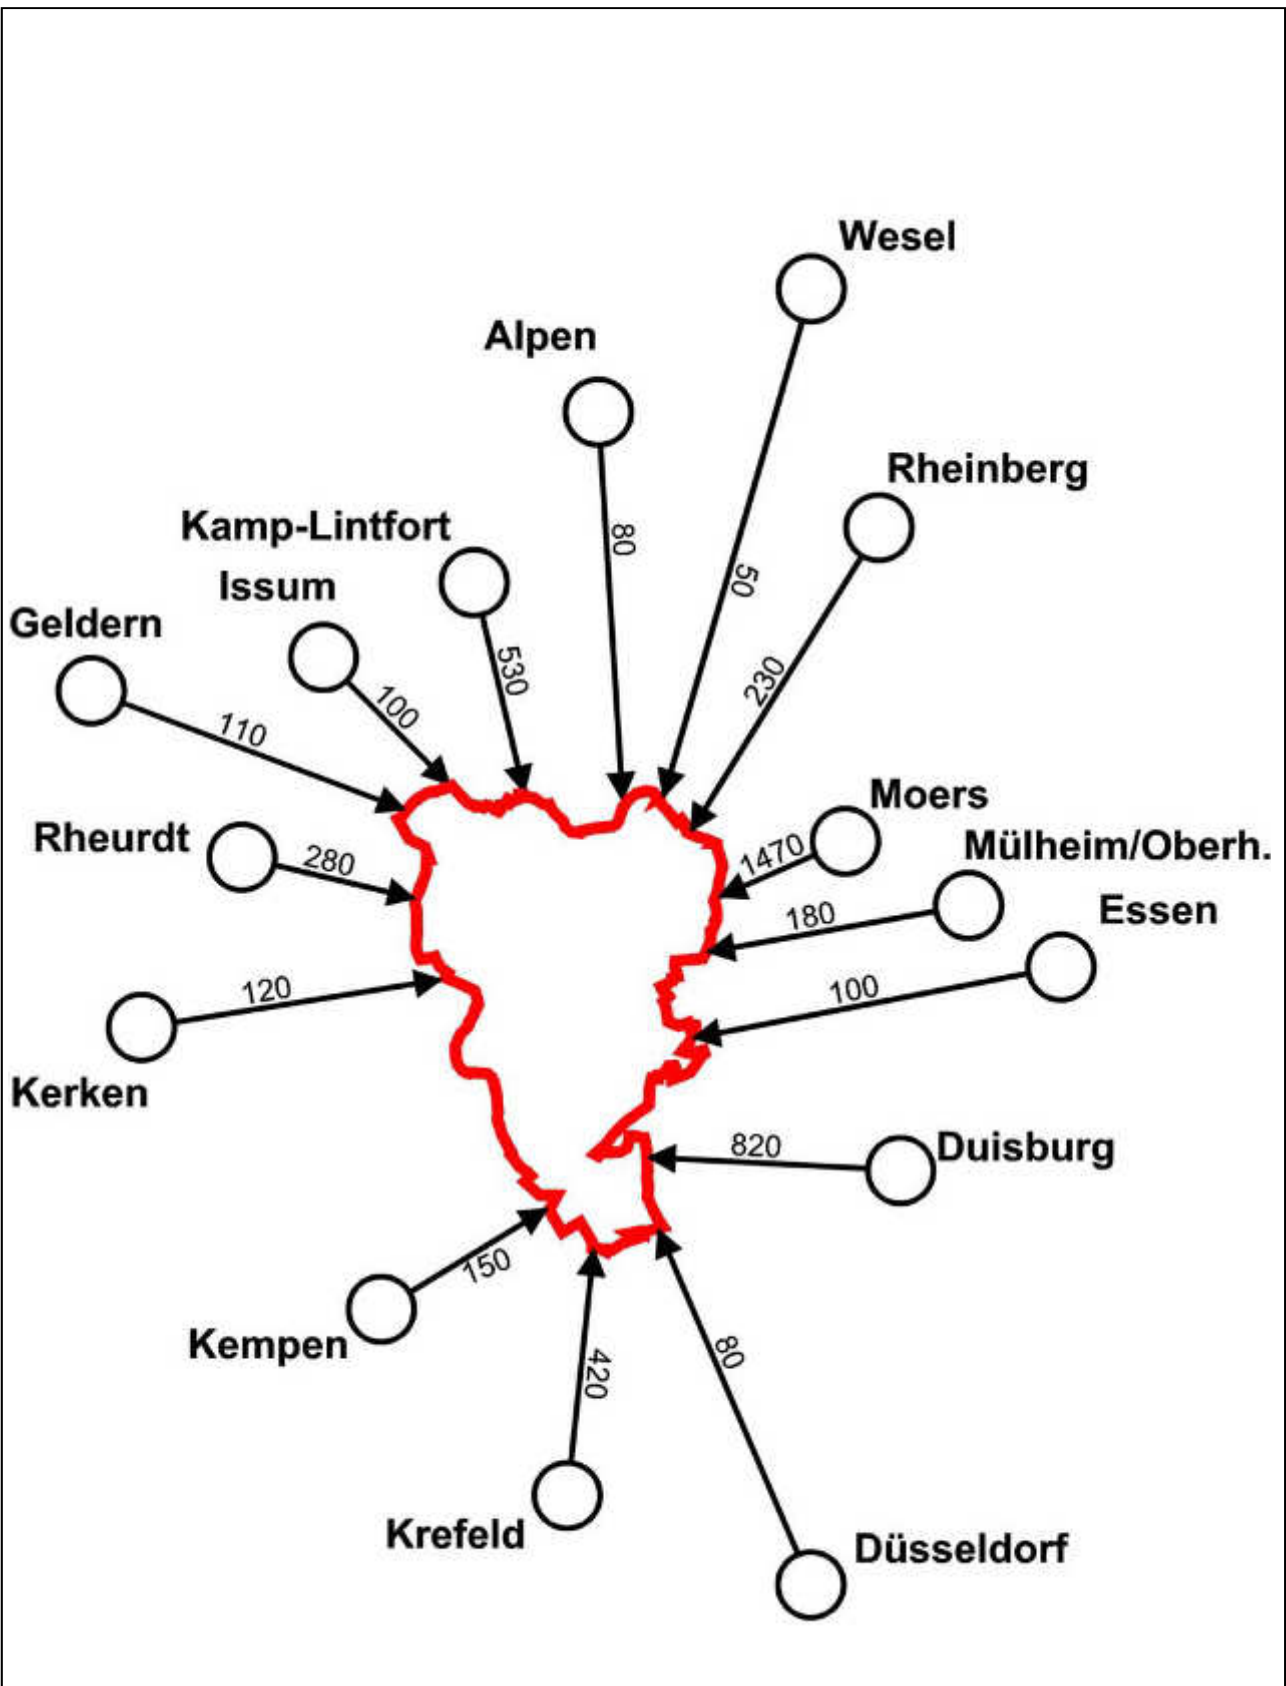 Wesel
Alpen
Rheinberg
Kamp-Lintfort
80
Issum
50
Geldern
530
230
100
110
Moers
Rheurdt
1470
Mülheim/Oberh.
280
180
Essen
120
100
Kerken
820
Duisburg
150
Kempen
80
420
Krefeld
Düsseldorf